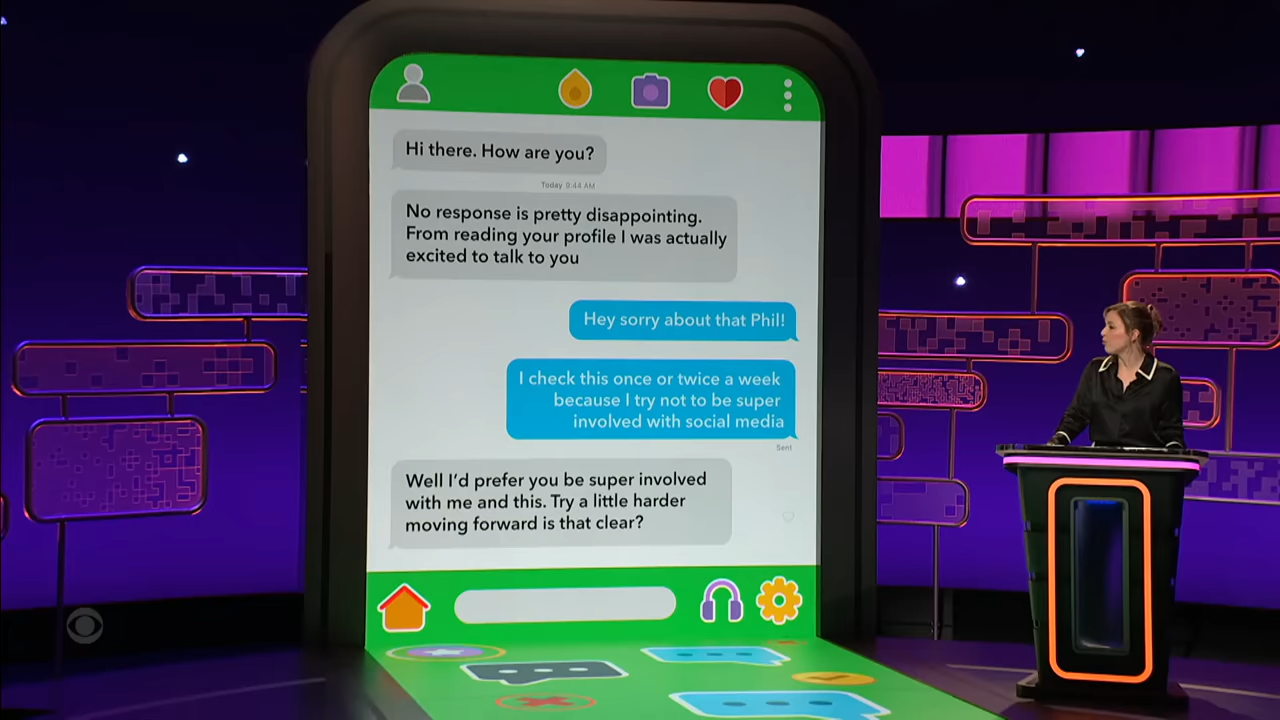 Hi there. How are you?
Today 9:44 AM
No response is pretty disappointing.
From reading your profile I was actually
excited to talk to you
Hey sorry about that Phil!
I check this once or twice a week
because I try not to be super
involved with social media
Sent
Well I'd prefer you be super involved
with me and this. Try a little harder
moving forward is that clear?